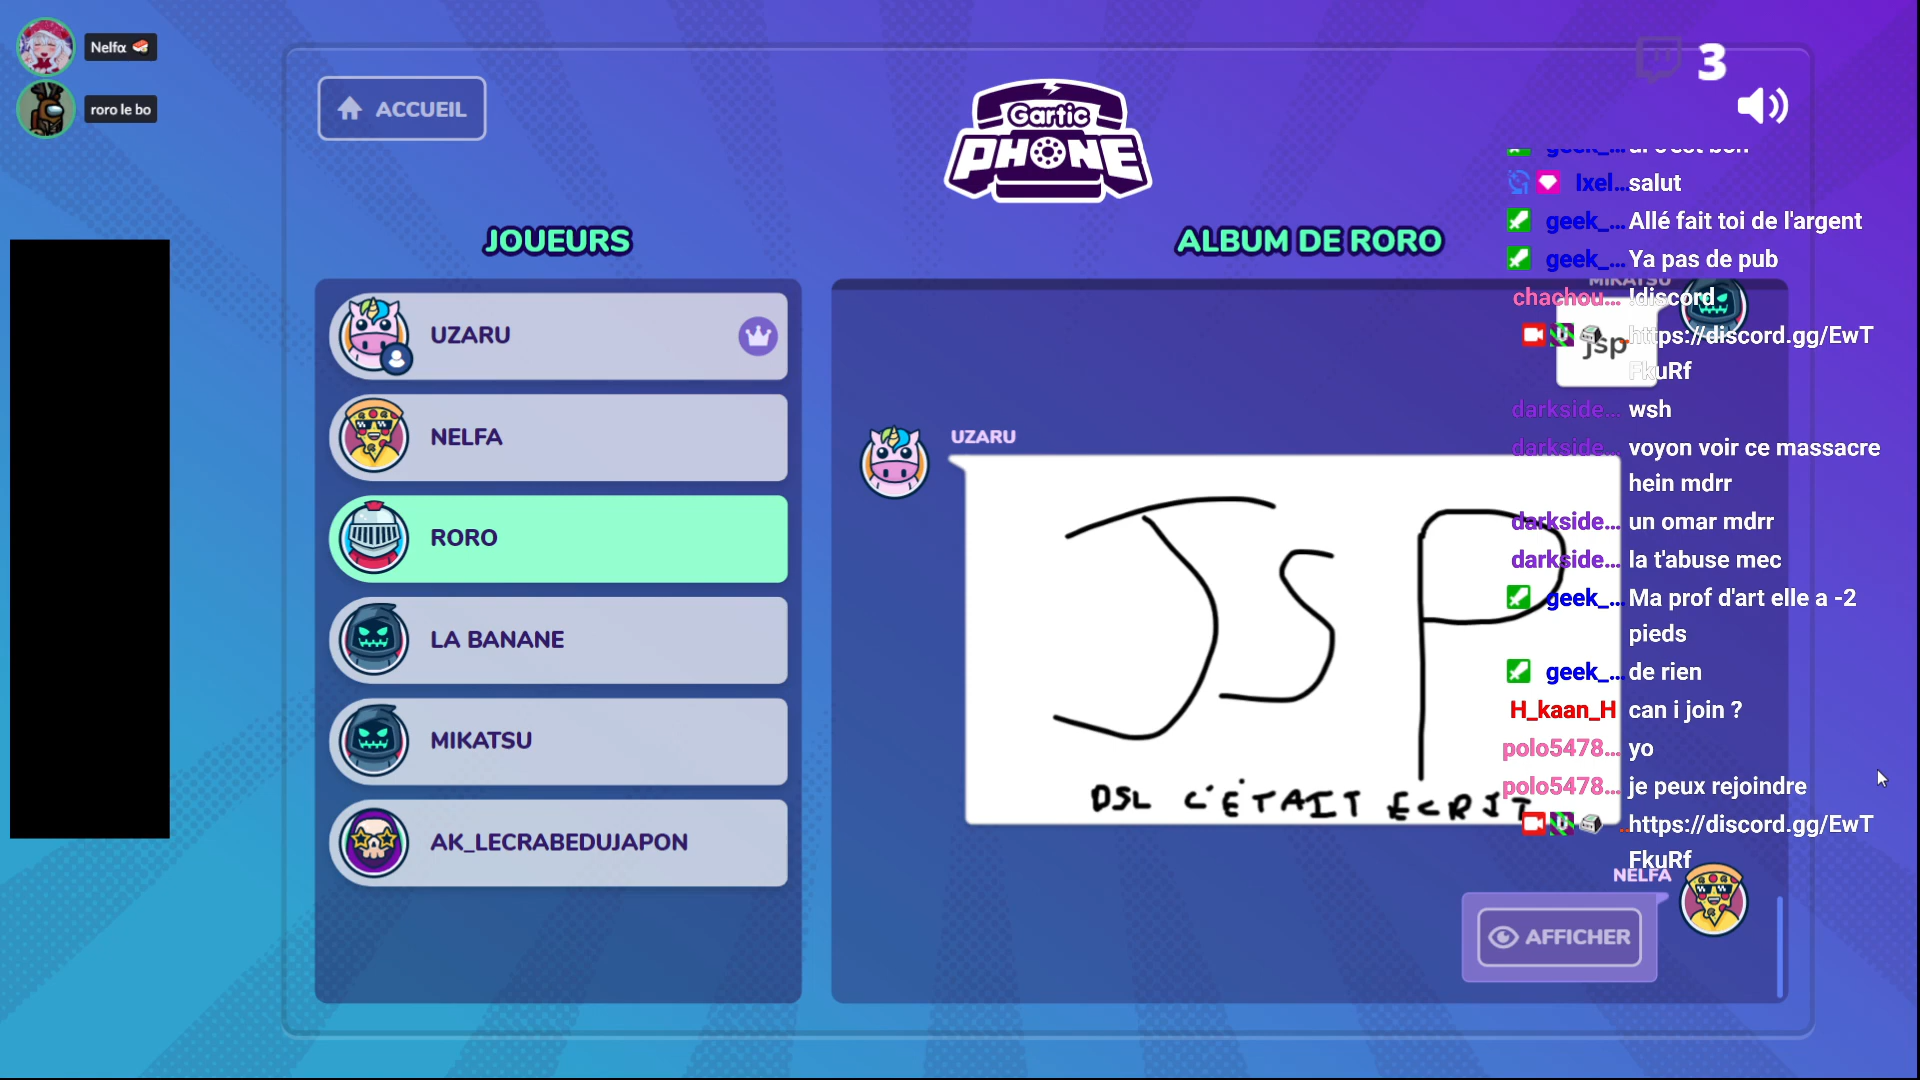 Nelfα
roro le bo
ACCUEIL
Gartic
PHONE
3
JOUEURS
UZARU
NELFA
RORO
LA BANANE
MIKATSU
AK_LECRABEDUJAPON
ALBUM DE RORO
MIKATSU
jsp
UZARU
JSP
DSL C'ÉTAIT ECRIT
NELFA
AFFICHER
Ixel... salut
geek_... Allé fait toi de l'argent
geek_... Ya pas de pub
chachou... !discord
https://discord.gg/EwT
FkuRf
darkside... wsh
darkside... voyon voir ce massacre
hein mdrr
darkside... un omar mdrr
darkside... la t'abuse mec
geek_... Ma prof d'art elle a -2
pieds
geek_... de rien
H_kaan_H can i join ?
polo5478... yo
polo5478... je peux rejoindre
https://discord.gg/EwT
FkuRf